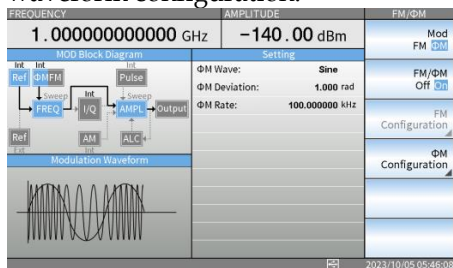 waveform configuration.
FREQUENCY
AMPLITUDE
FM/ΦM
1.000000000000 GHz
−140.00 dBm
Mod
FM ΦM
MOD Block Diagram
Setting
Int Int
Ref ΦM FM Pulse
Sweep Int Sweep
FREQ I/Q AMPL Output
Ref AM ALC
Ext Int
Modulation Waveform
ΦM Wave: Sine
ΦM Deviation: 1.000 rad
ΦM Rate: 100.000000 kHz
FM/ΦM
Off On
FM
Configuration
ΦM
Configuration
2023/10/05 05:46:08